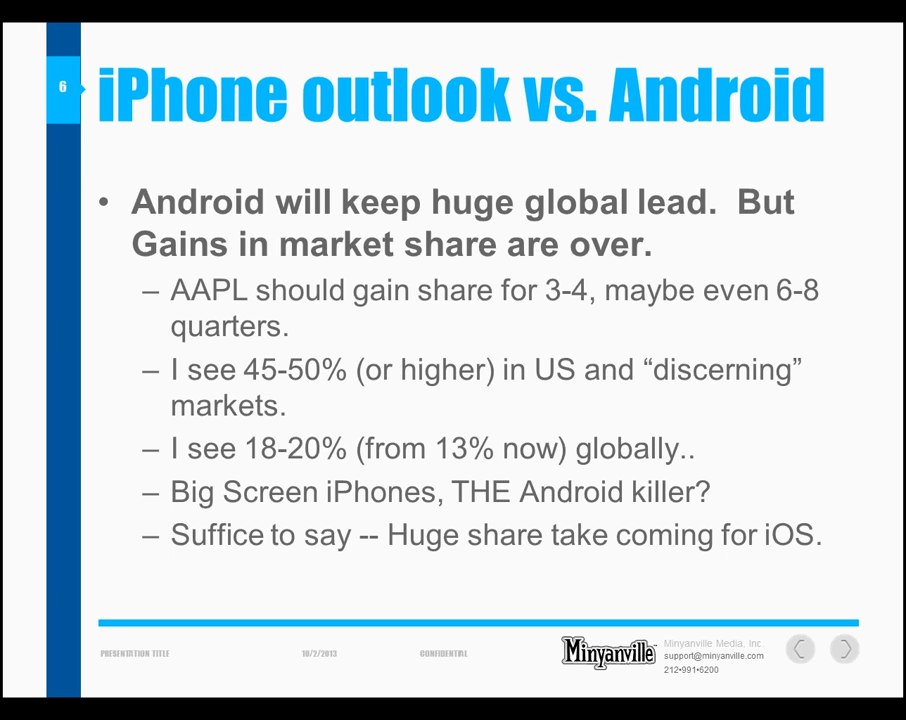 6
iPhone outlook vs. Android
• Android will keep huge global lead. But
Gains in market share are over.
– AAPL should gain share for 3-4, maybe even 6-8
quarters.
– I see 45-50% (or higher) in US and “discerning”
markets.
– I see 18-20% (from 13% now) globally..
– Big Screen iPhones, THE Android killer?
– Suffice to say -- Huge share take coming for iOS.
PRESENTATION TITLE 10/2/2013 CONFIDENTIAL
Minyanville
Minyanville Media, Inc.
support@minyanville.com
212•991•6200